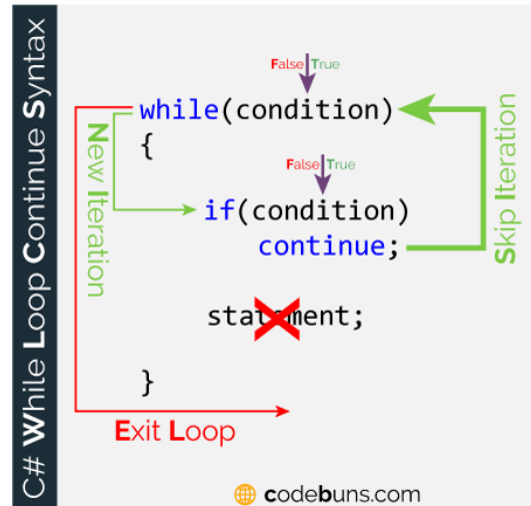 C# While Loop Continue Syntax
False True
while(condition)
{
New Iteration
False True
if(condition)
continue;
Skip Iteration
statement;
}
Exit Loop
codebuns.com